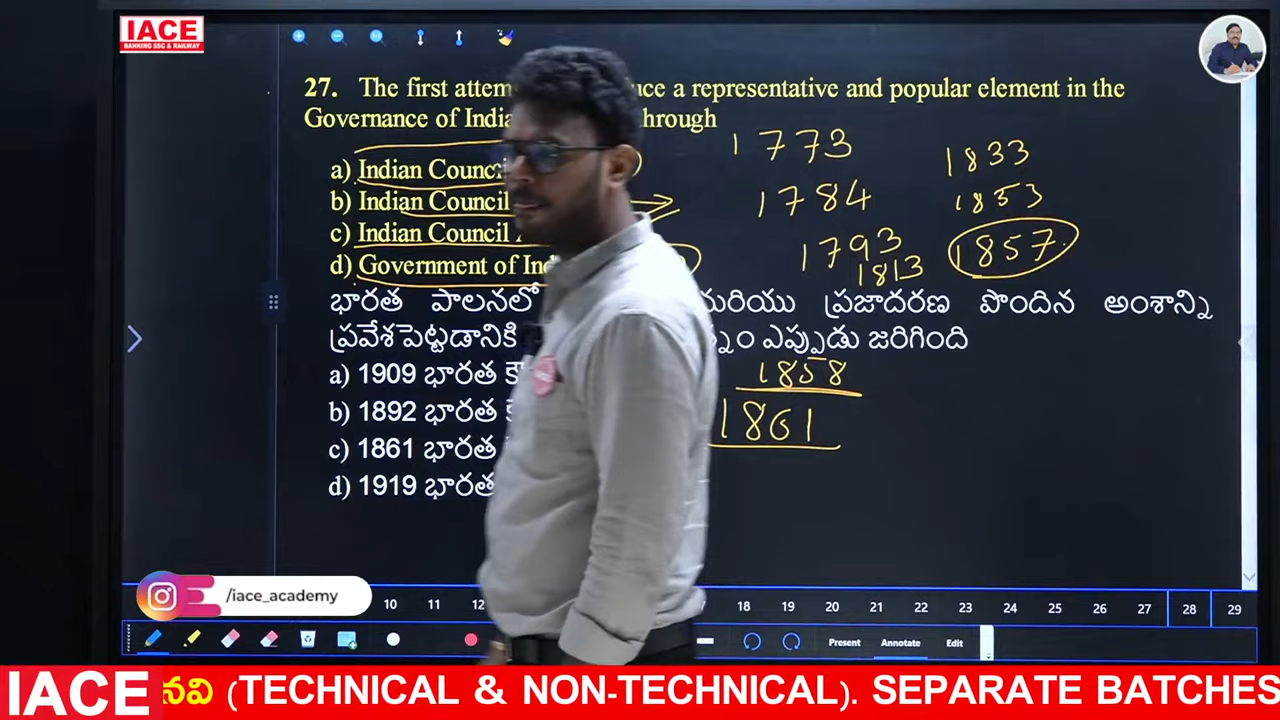 IACE
BANKING SSC & RAILWAY
27. The first a a representative and popular element in the
Governance of India hrough
1773
1833
a) Indian Counc
b) Indian Council
1784
1853
c) Indian Council
1793
1857
1813
d) Government of In
భారత పాలనలో మరియు ప్రజాదరణ పొందిన అంశాన్ని
ప్రవేశపెట్టడానికి ఎప్పుడు జరిగింది
1858
a) 1909 భారత
1861
b) 1892 భారత
c) 1861 భారత
d) 1919 భారత
/iace_academy
10 11 12 18 19 20 21 22 23 24 25 26 27 28 29
Present Annotate Edit
IACE నవి (TECHNICAL & NON-TECHNICAL). SEPARATE BATCHES